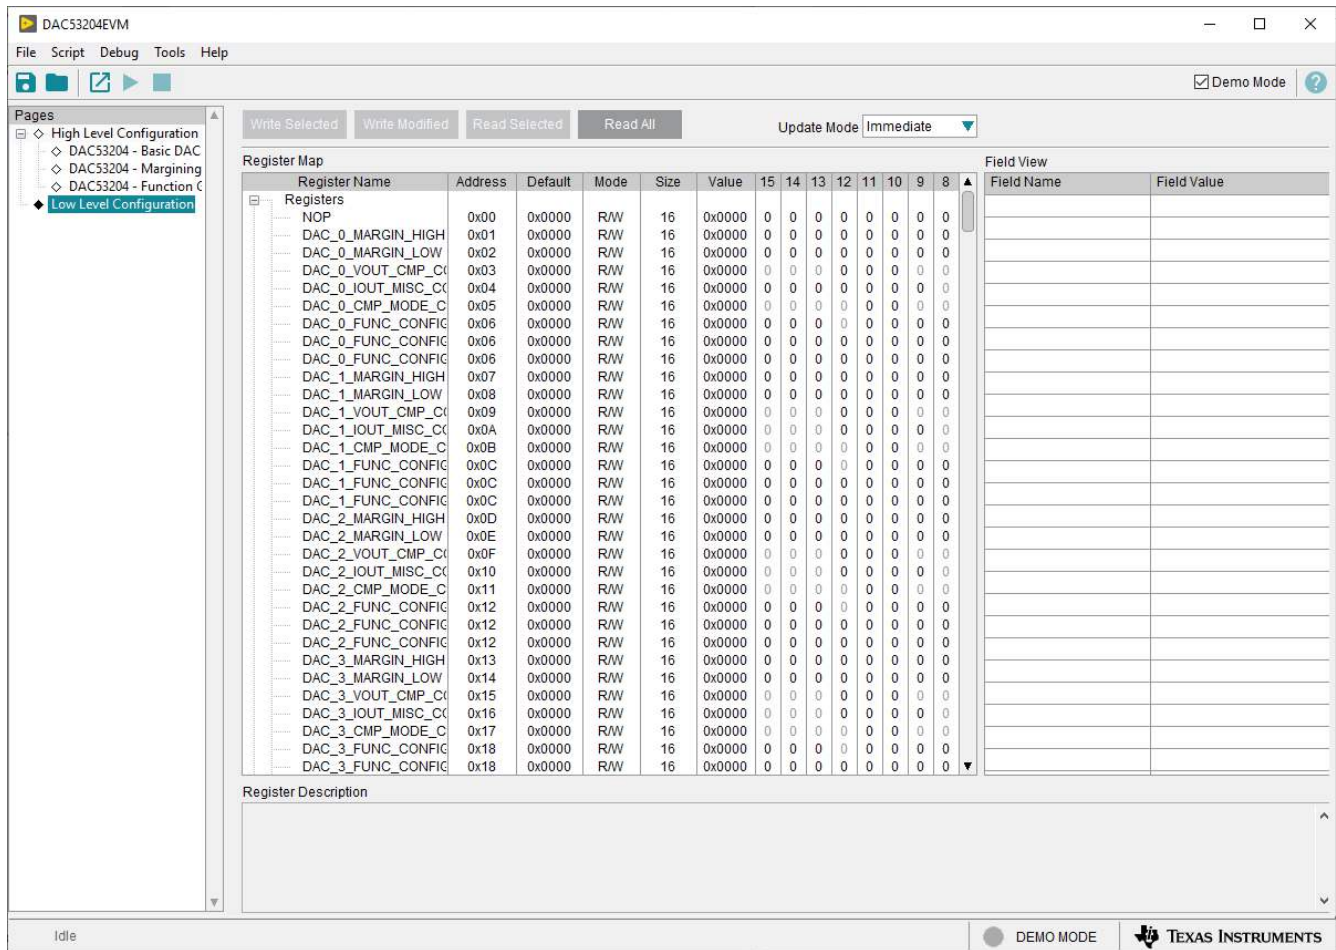 DAC53204EVM
File Script Debug Tools Help
Demo Mode
Pages
High Level Configuration
DAC53204 - Basic DAC
DAC53204 - Margining
DAC53204 - Function
Low Level Configuration
Write Selected Write Modified Read Selected Read All Update Mode Immediate
Register Map
Register Name Address Default Mode Size Value 15 14 13 12 11 10 9 8
Registers
NOP 0x00 0x0000 R/W 16 0x0000 0 0 0 0 0 0 0 0
DAC_0_MARGIN_HIGH 0x01 0x0000 R/W 16 0x0000 0 0 0 0 0 0 0 0
DAC_0_MARGIN_LOW 0x02 0x0000 R/W 16 0x0000 0 0 0 0 0 0 0 0
DAC_0_VOUT_CMP_C 0x03 0x0000 R/W 16 0x0000 0 0 0 0 0 0 0 0
DAC_0_IOUT_MISC_C 0x04 0x0000 R/W 16 0x0000 0 0 0 0 0 0 0 0
DAC_0_CMP_MODE_C 0x05 0x0000 R/W 16 0x0000 0 0 0 0 0 0 0 0
DAC_0_FUNC_CONFIG 0x06 0x0000 R/W 16 0x0000 0 0 0 0 0 0 0 0
DAC_0_FUNC_CONFIG 0x06 0x0000 R/W 16 0x0000 0 0 0 0 0 0 0 0
DAC_0_FUNC_CONFIG 0x06 0x0000 R/W 16 0x0000 0 0 0 0 0 0 0 0
DAC_1_MARGIN_HIGH 0x07 0x0000 R/W 16 0x0000 0 0 0 0 0 0 0 0
DAC_1_MARGIN_LOW 0x08 0x0000 R/W 16 0x0000 0 0 0 0 0 0 0 0
DAC_1_VOUT_CMP_C 0x09 0x0000 R/W 16 0x0000 0 0 0 0 0 0 0 0
DAC_1_IOUT_MISC_C 0x0A 0x0000 R/W 16 0x0000 0 0 0 0 0 0 0 0
DAC_1_CMP_MODE_C 0x0B 0x0000 R/W 16 0x0000 0 0 0 0 0 0 0 0
DAC_1_FUNC_CONFIG 0x0C 0x0000 R/W 16 0x0000 0 0 0 0 0 0 0 0
DAC_1_FUNC_CONFIG 0x0C 0x0000 R/W 16 0x0000 0 0 0 0 0 0 0 0
DAC_1_FUNC_CONFIG 0x0C 0x0000 R/W 16 0x0000 0 0 0 0 0 0 0 0
DAC_2_MARGIN_HIGH 0x0D 0x0000 R/W 16 0x0000 0 0 0 0 0 0 0 0
DAC_2_MARGIN_LOW 0x0E 0x0000 R/W 16 0x0000 0 0 0 0 0 0 0 0
DAC_2_VOUT_CMP_C 0x0F 0x0000 R/W 16 0x0000 0 0 0 0 0 0 0 0
DAC_2_IOUT_MISC_C 0x10 0x0000 R/W 16 0x0000 0 0 0 0 0 0 0 0
DAC_2_CMP_MODE_C 0x11 0x0000 R/W 16 0x0000 0 0 0 0 0 0 0 0
DAC_2_FUNC_CONFIG 0x12 0x0000 R/W 16 0x0000 0 0 0 0 0 0 0 0
DAC_2_FUNC_CONFIG 0x12 0x0000 R/W 16 0x0000 0 0 0 0 0 0 0 0
DAC_2_FUNC_CONFIG 0x12 0x0000 R/W 16 0x0000 0 0 0 0 0 0 0 0
DAC_3_MARGIN_HIGH 0x13 0x0000 R/W 16 0x0000 0 0 0 0 0 0 0 0
DAC_3_MARGIN_LOW 0x14 0x0000 R/W 16 0x0000 0 0 0 0 0 0 0 0
DAC_3_VOUT_CMP_C 0x15 0x0000 R/W 16 0x0000 0 0 0 0 0 0 0 0
DAC_3_IOUT_MISC_C 0x16 0x0000 R/W 16 0x0000 0 0 0 0 0 0 0 0
DAC_3_CMP_MODE_C 0x17 0x0000 R/W 16 0x0000 0 0 0 0 0 0 0 0
DAC_3_FUNC_CONFIG 0x18 0x0000 R/W 16 0x0000 0 0 0 0 0 0 0 0
DAC_3_FUNC_CONFIG 0x18 0x0000 R/W 16 0x0000 0 0 0 0 0 0 0 0
Field View
Field Name Field Value
Register Description
Idle
DEMO MODE
TEXAS INSTRUMENTS